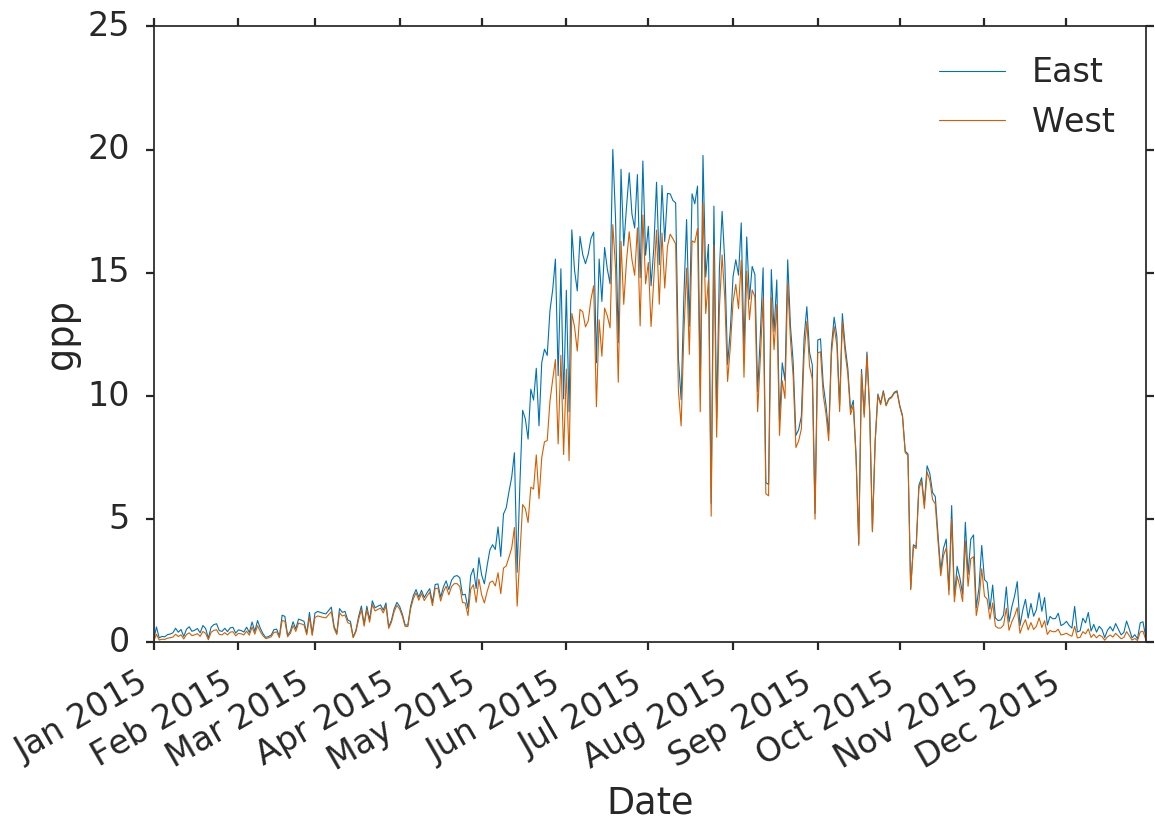 25
20
15
10
5
0
gpp
East
West
Jan 2015
Feb 2015
Mar 2015
Apr 2015
May 2015
Jun 2015
Jul 2015
Aug 2015
Sep 2015
Oct 2015
Nov 2015
Dec 2015
Date